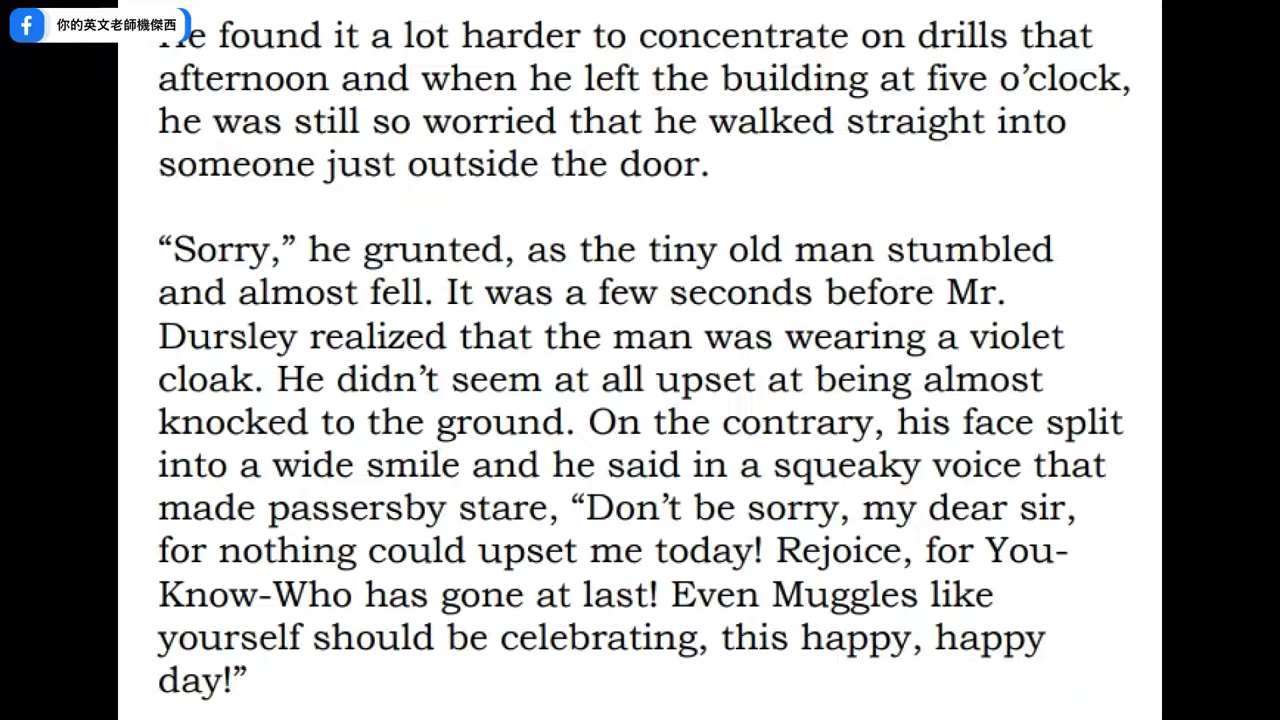 你的英文老師機傑西
He found it a lot harder to concentrate on drills that
afternoon and when he left the building at five o’clock,
he was still so worried that he walked straight into
someone just outside the door.
“Sorry,” he grunted, as the tiny old man stumbled
and almost fell. It was a few seconds before Mr.
Dursley realized that the man was wearing a violet
cloak. He didn’t seem at all upset at being almost
knocked to the ground. On the contrary, his face split
into a wide smile and he said in a squeaky voice that
made passersby stare, “Don’t be sorry, my dear sir,
for nothing could upset me today! Rejoice, for You-
Know-Who has gone at last! Even Muggles like
yourself should be celebrating, this happy, happy
day!”